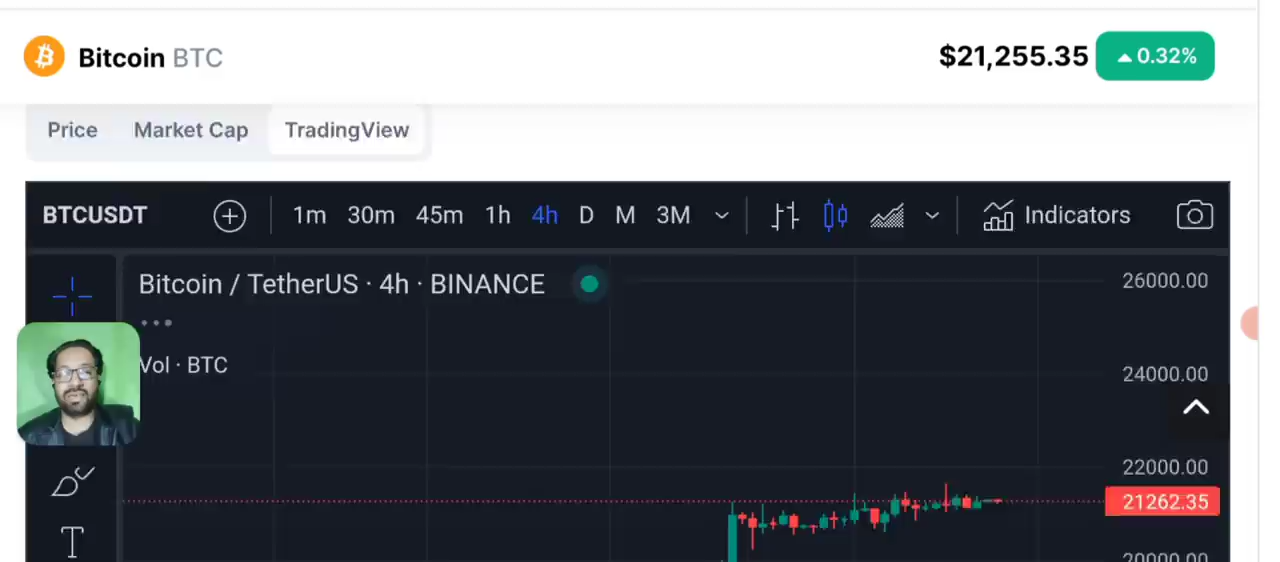 Bitcoin BTC $21,255.35 0.32%
Price Market Cap TradingView
BTCUSDT 1m 30m 45m 1h 4h D M 3M Indicators
Bitcoin / TetherUS · 4h · BINANCE
26000.00
Vol · BTC
24000.00
22000.00
21262.35
20000.00